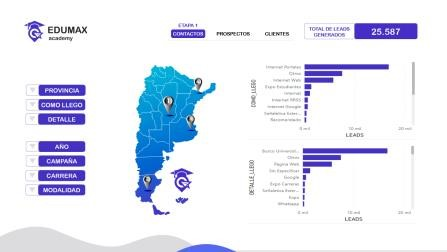 EDUMAX
academy
ETAPA 1
CONTACTOS
PROSPECTOS
CLIENTES
TOTAL DE LEADS
GENERADOS
25.587
PROVINCIA
COMO LLEGO
DETALLE
AÑO
CAMPAÑA
CARRERA
MODALIDAD
COMO_LLEGO
Internet Portales
Otros
Internet Web
Expo Estudiantes
Internet
Internet RRSS
Internet Google
Señaletica Exter...
Recomendado
0 mil
10 mil
20 mil
LEADS
DETALLE_LLEGO
Busco Universid...
Otros
Pagina Web
Sin Especificar
Google
Expo Carreras
Señaletica Exter...
Expo
Whatsapp
0 mil
10 mil
20 mil
LEADS